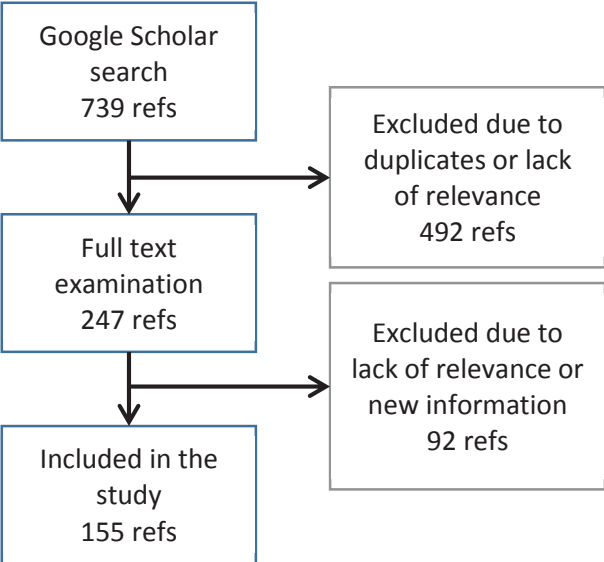 Google Scholar
search
739 refs
Excluded due to
duplicates or lack
of relevance
492 refs
Full text
examination
247 refs
Excluded due to
lack of relevance or
new information
92 refs
Included in the
study
155 refs